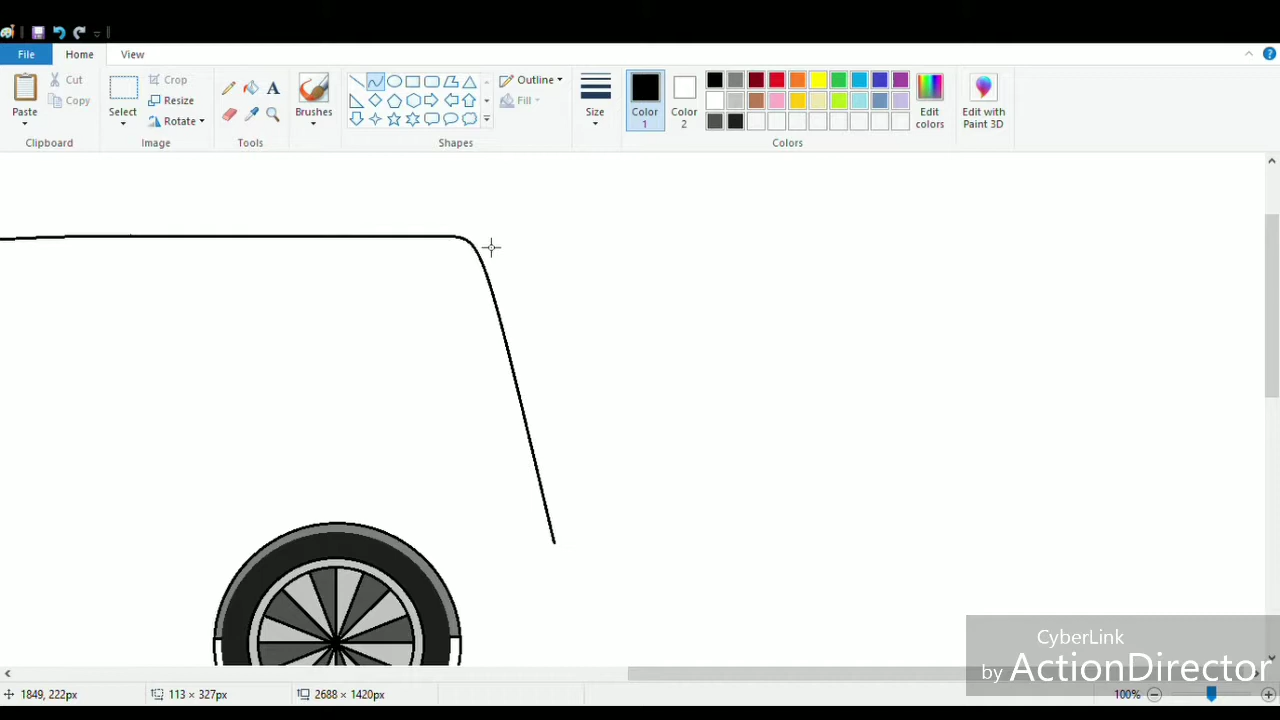 File Home View
Paste Cut Copy Clipboard
Select Crop Resize Rotate Image
Tools
Brushes
Outline Fill Shapes
Size
Color 1 Color 2
Edit colors Colors
Edit with Paint 3D
CyberLink
by ActionDirector
1849, 222px 113 × 327px 2688 × 1420px 100%